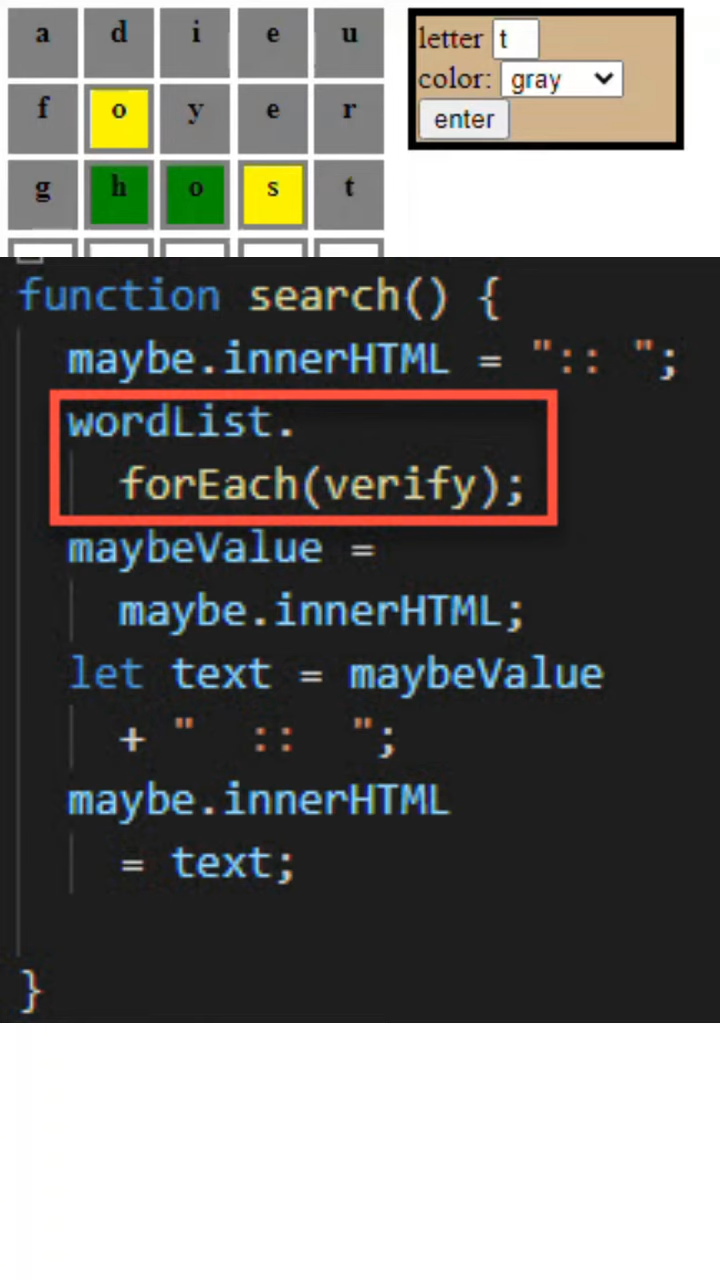 a d i e u
letter t
color: gray
f o y e r
enter
g h o s t
function search() {
maybe.innerHTML = ":: ";
wordList.
forEach(verify);
maybeValue =
maybe.innerHTML;
let text = maybeValue
+ "  ::  ";
maybe.innerHTML
= text;
}